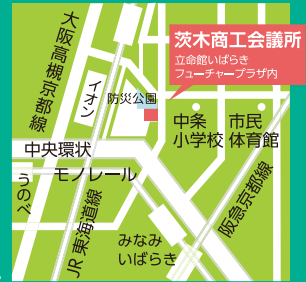 茨木商工会議所
立命館いばらき
フューチャープラザ内
大阪高槻京都線
イオン
防災公園
中条
小学校
市民
体育館
中央環状
モノレール
うのべ
JR東海道線
阪急京都線
みなみ
いばらき